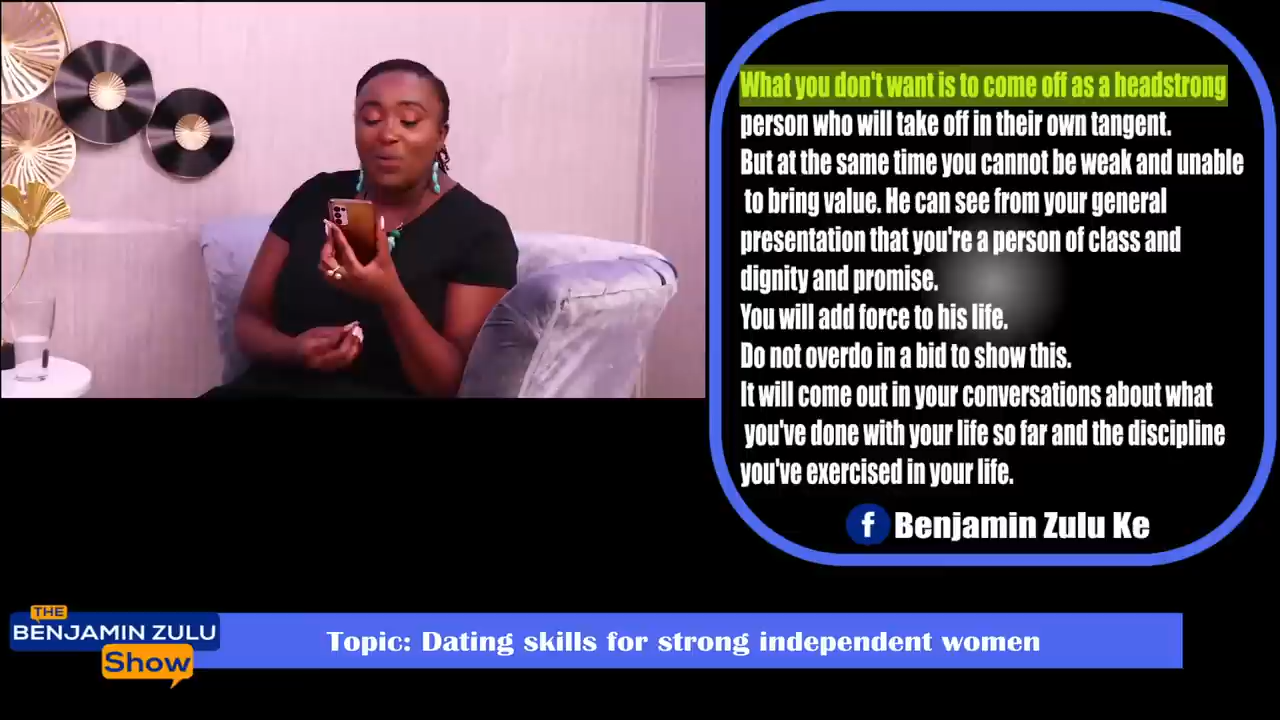 What you don't want is to come off as a headstrong
person who will take off in their own tangent.
But at the same time you cannot be weak and unable
to bring value. He can see from your general
presentation that you're a person of class and
dignity and promise.
You will add force to his life.
Do not overdo in a bid to show this.
It will come out in your conversations about what
you've done with your life so far and the discipline
you've exercised in your life.
f Benjamin Zulu Ke
THE
BENJAMIN ZULU
Show
Topic: Dating skills for strong independent women